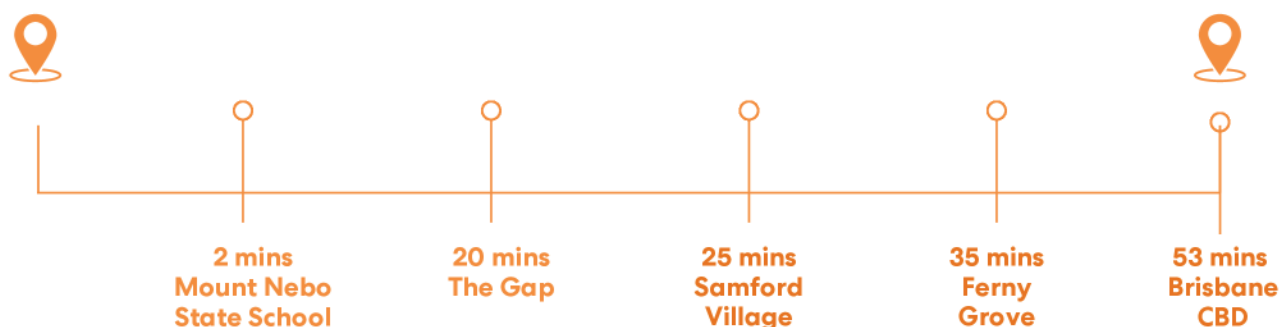 2 mins
Mount Nebo
State School
20 mins
The Gap
25 mins
Samford
Village
35 mins
Ferny
Grove
53 mins
Brisbane
CBD